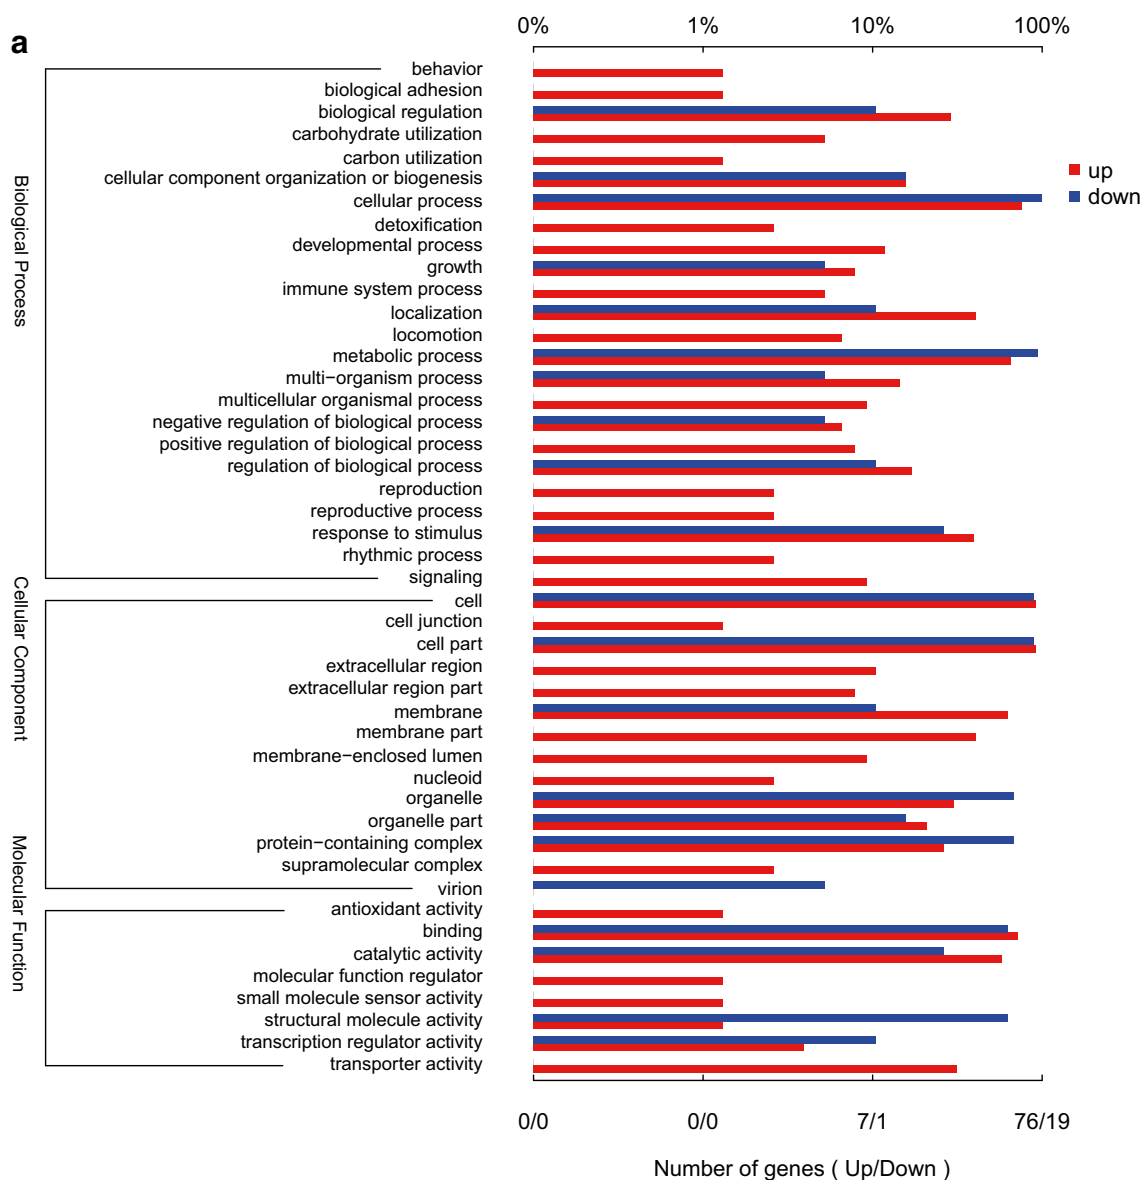 a
0% 1% 10% 100%
behavior
biological adhesion
biological regulation
carbohydrate utilization
carbon utilization
cellular component organization or biogenesis
cellular process
detoxification
developmental process
growth
immune system process
localization
locomotion
metabolic process
multi−organism process
multicellular organismal process
negative regulation of biological process
positive regulation of biological process
regulation of biological process
reproduction
reproductive process
response to stimulus
rhythmic process
signaling
cell
cell junction
cell part
extracellular region
extracellular region part
membrane
membrane part
membrane−enclosed lumen
nucleoid
organelle
organelle part
protein−containing complex
supramolecular complex
virion
antioxidant activity
binding
catalytic activity
molecular function regulator
small molecule sensor activity
structural molecule activity
transcription regulator activity
transporter activity
Biological Process
Cellular Component
Molecular Function
up
down
0/0 0/0 7/1 76/19
Number of genes ( Up/Down )